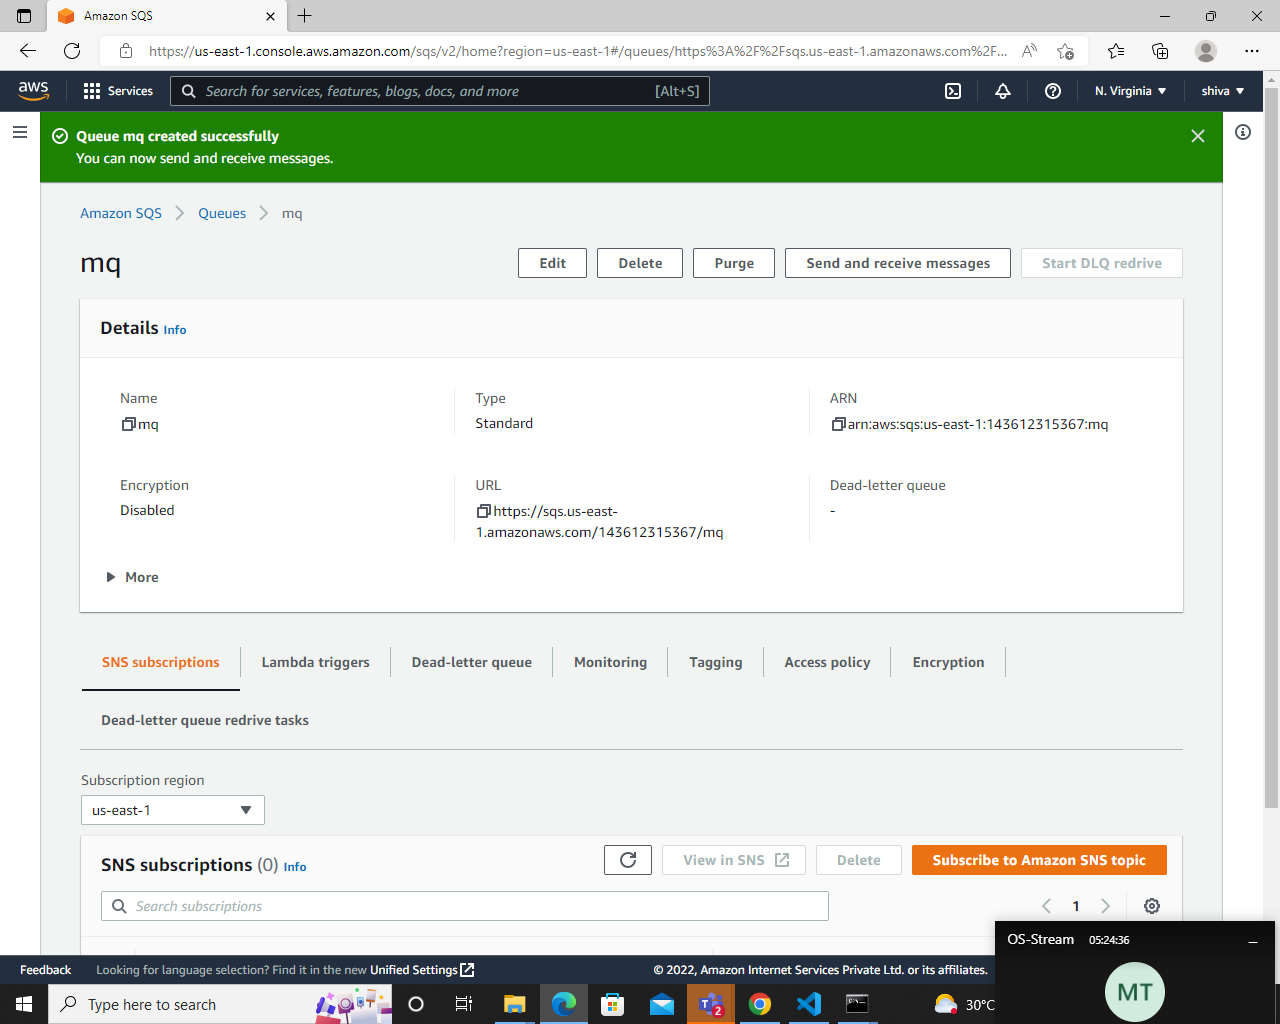 Amazon SQS
https://us-east-1.console.aws.amazon.com/sqs/v2/home?region=us-east-1#/queues/https%3A%2F%2Fsqs.us-east-1.amazonaws.com%2F...
aws
Services
Search for services, features, blogs, docs, and more
[Alt+S]
N. Virginia
shiva
Queue mq created successfully
You can now send and receive messages.
Amazon SQS
Queues
mq
mq
Edit
Delete
Purge
Send and receive messages
Start DLQ redrive
Details Info
Name
mq
Type
Standard
ARN
arn:aws:sqs:us-east-1:143612315367:mq
Encryption
Disabled
URL
https://sqs.us-east-
1.amazonaws.com/143612315367/mq
Dead-letter queue
-
More
SNS subscriptions
Lambda triggers
Dead-letter queue
Monitoring
Tagging
Access policy
Encryption
Dead-letter queue redrive tasks
Subscription region
us-east-1
SNS subscriptions (0) Info
View in SNS
Delete
Subscribe to Amazon SNS topic
Search subscriptions
1
OS-Stream
05:24:36
MT
Feedback
Looking for language selection? Find it in the new Unified Settings
© 2022, Amazon Internet Services Private Ltd. or its affiliates.
Type here to search
2
30°C